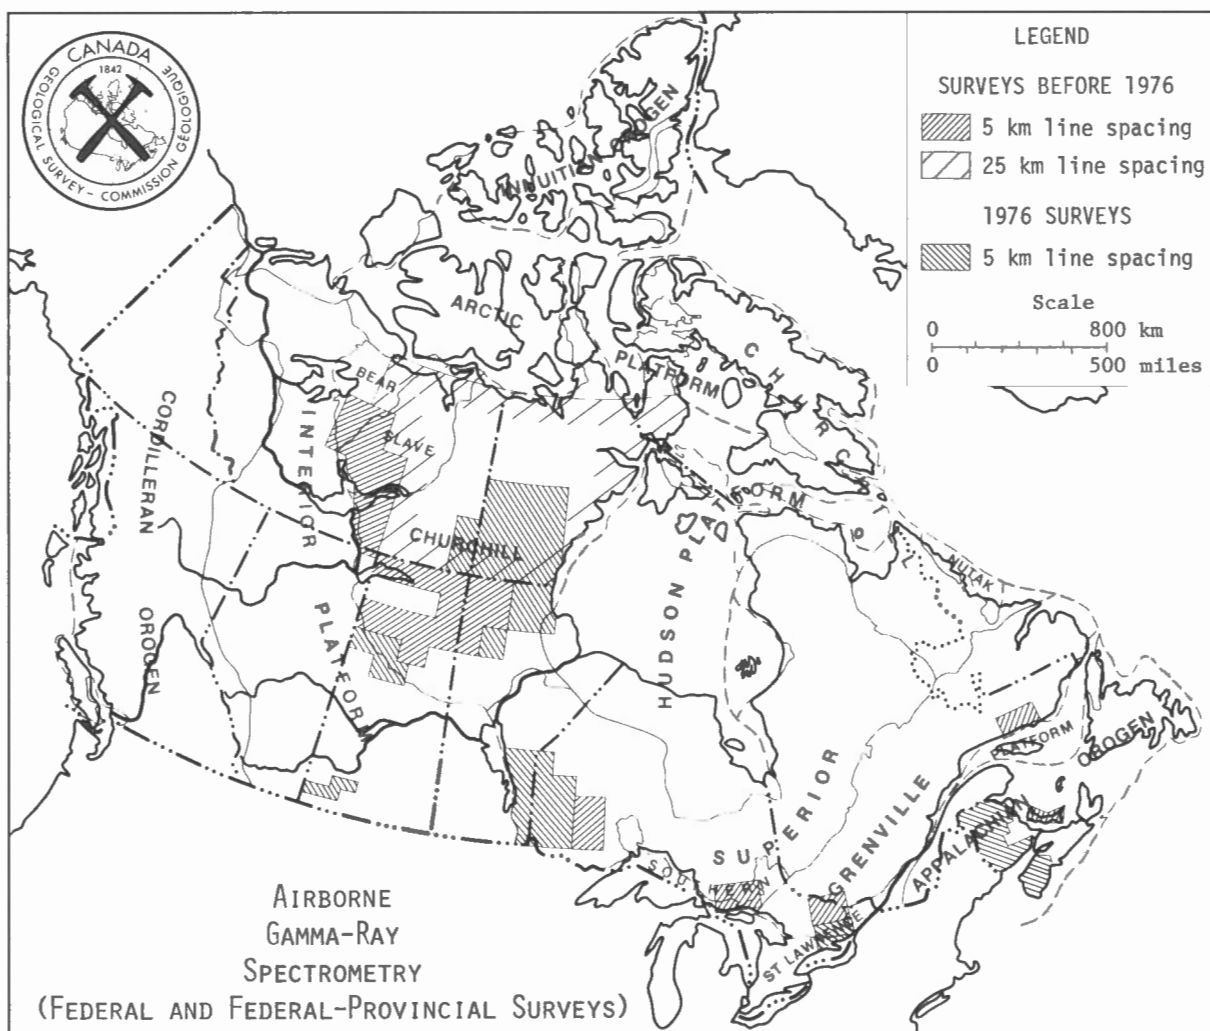 CANADA
1842
GEOLOGICAL SURVEY - COMMISSION GÉOLOGIQUE
LEGEND
SURVEYS BEFORE 1976
5 km line spacing
25 km line spacing
1976 SURVEYS
5 km line spacing
Scale
0 800 km
0 500 miles
INNUITIAN OROGEN
ARCTIC
PLATFORM
CHURCHILL
BEAR
SLAVE
CORDILLERAN
OROGEN
INTERIOR
PLATFORM
CHURCHILL
HUDSON PLATFORM
NUTAK
SUPERIOR
GRENVILLE
PLATFORM
OROGEN
APPALACHIAN
SOUTHERN
ST LAWRENCE
AIRBORNE
GAMMA-RAY
SPECTROMETRY
(FEDERAL AND FEDERAL-PROVINCIAL SURVEYS)